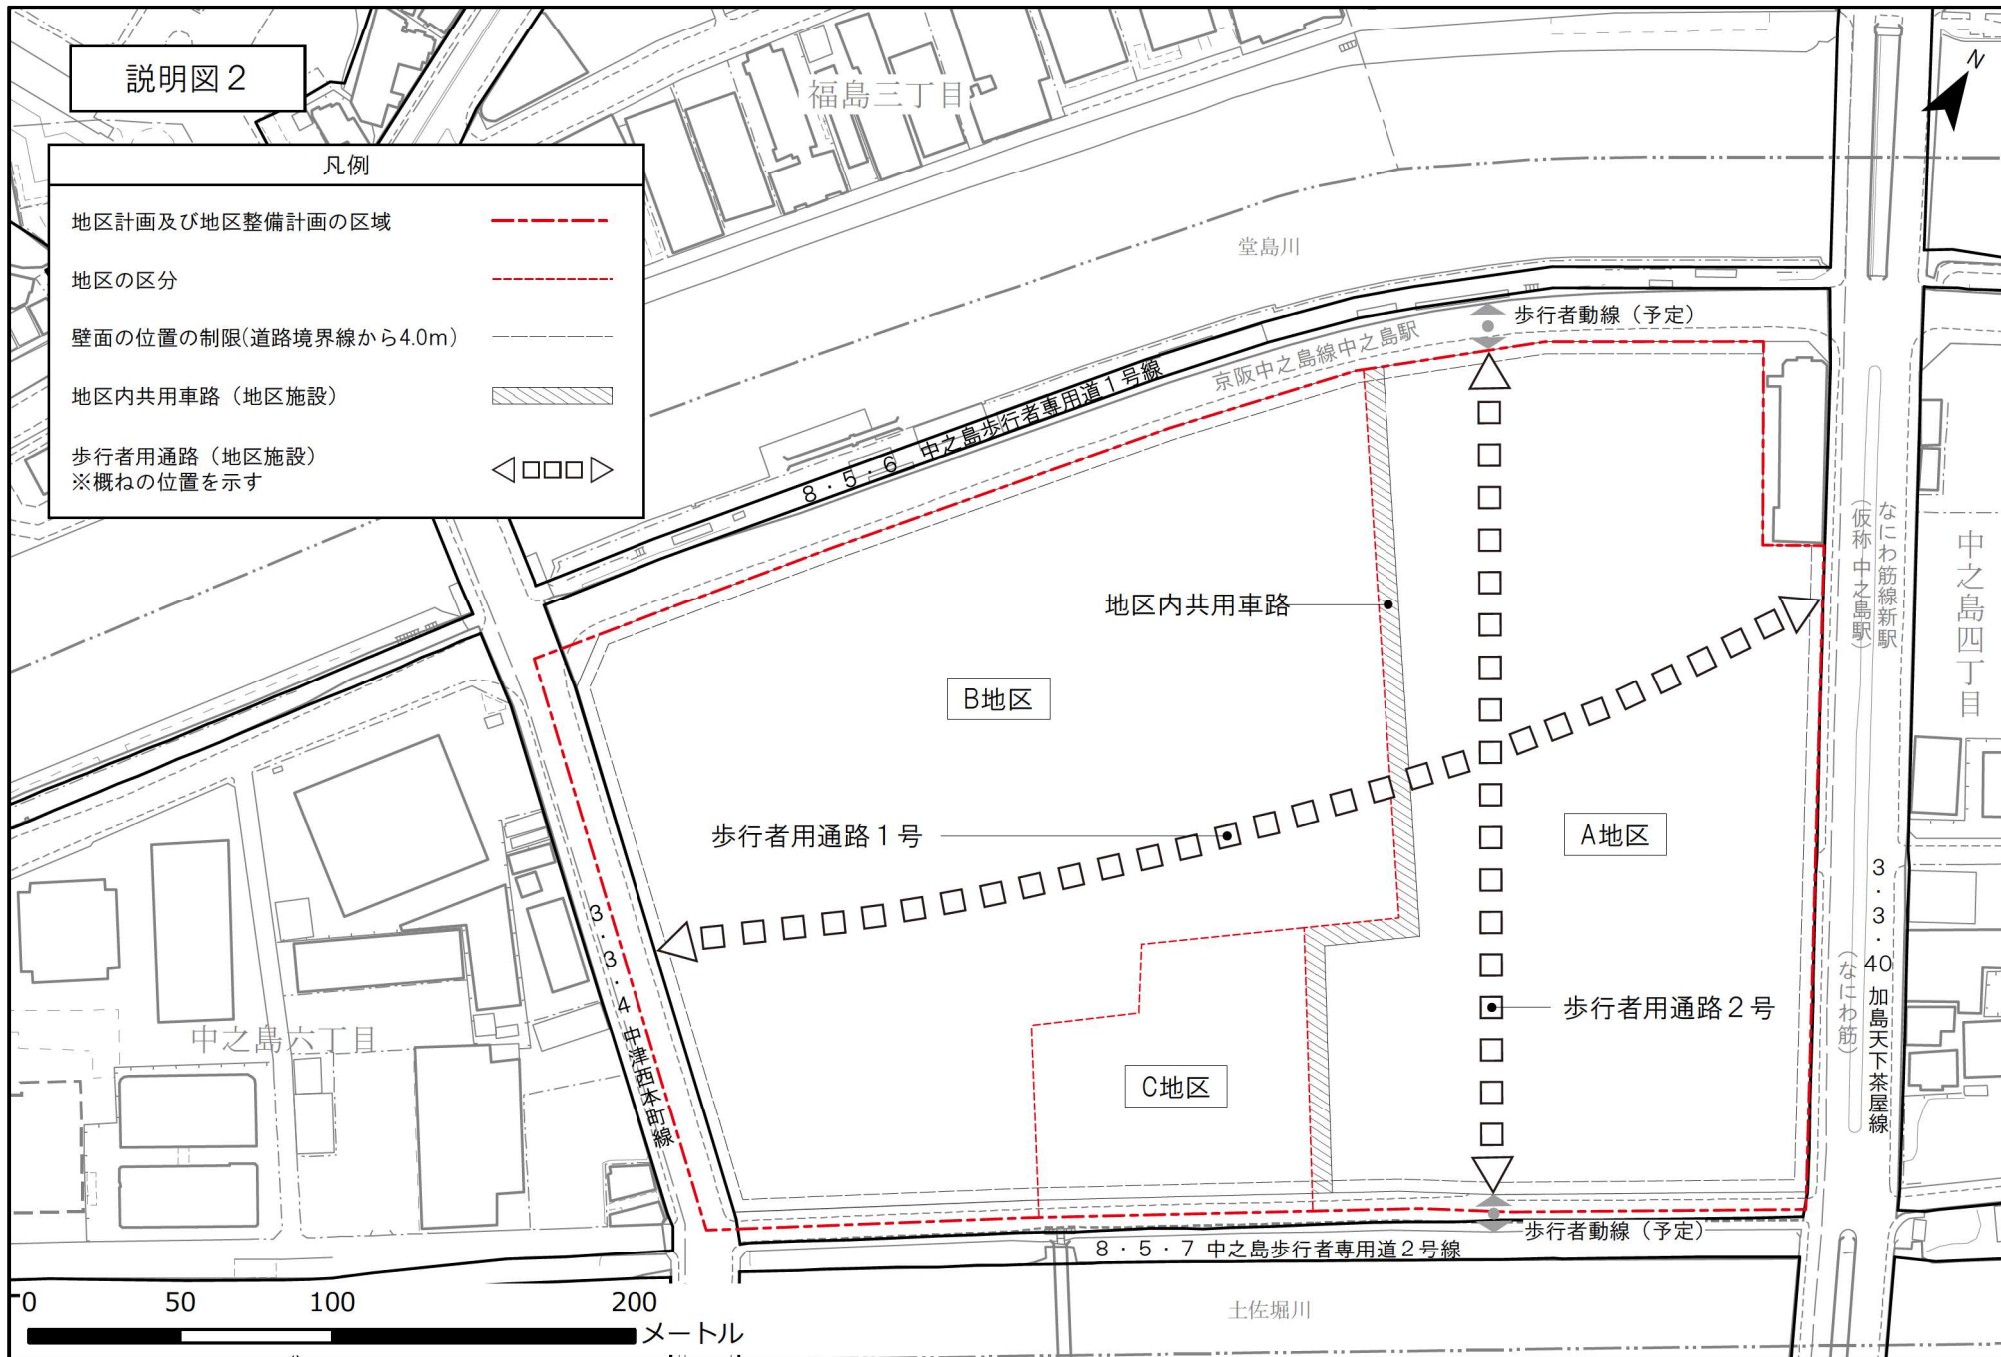 説明図２
N
福島三丁目
凡例
地区計画及び地区整備計画の区域
地区の区分
壁面の位置の制限(道路境界線から4.0m)
地区内共用車路（地区施設）
歩行者用通路（地区施設）
※概ねの位置を示す
堂島川
歩行者動線（予定）
京阪中之島線中之島駅
８・５・６ 中之島歩行者専用道１号線
なにわ筋線新駅
（仮称 中之島駅）
中之島四丁目
地区内共用車路
B地区
歩行者用通路１号
A地区
３・３・40 加島天下茶屋線
（なにわ筋）
３・３・４ 中津西本町線
歩行者用通路２号
中之島六丁目
C地区
歩行者動線（予定）
８・５・７ 中之島歩行者専用道２号線
土佐堀川
0 50 100 200
メートル